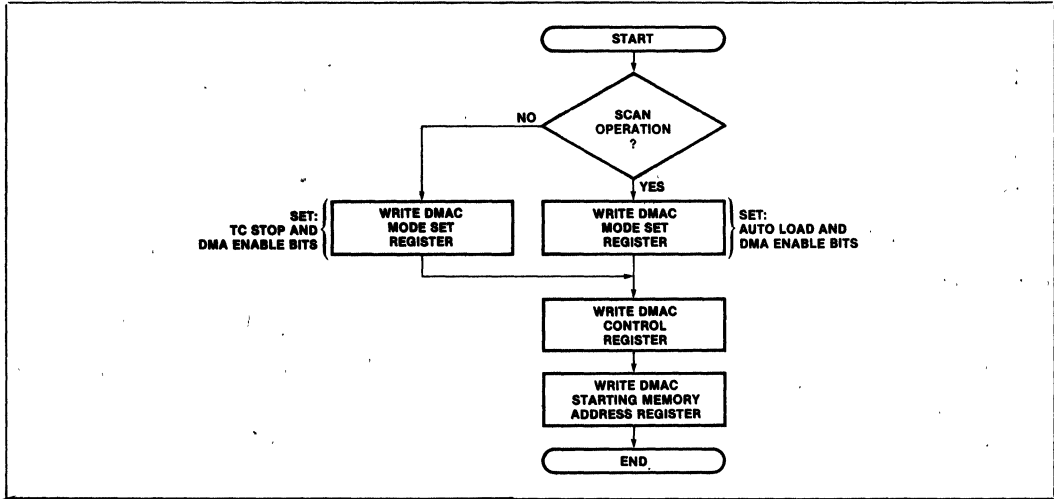 START
SCAN
OPERATION
?
NO
YES
SET:
TC STOP AND
DMA ENABLE BITS
WRITE DMAC
MODE SET
REGISTER
WRITE DMAC
MODE SET
REGISTER
SET:
AUTO LOAD AND
DMA ENABLE BITS
WRITE DMAC
CONTROL
REGISTER
WRITE DMAC
STARTING MEMORY
ADDRESS REGISTER
END